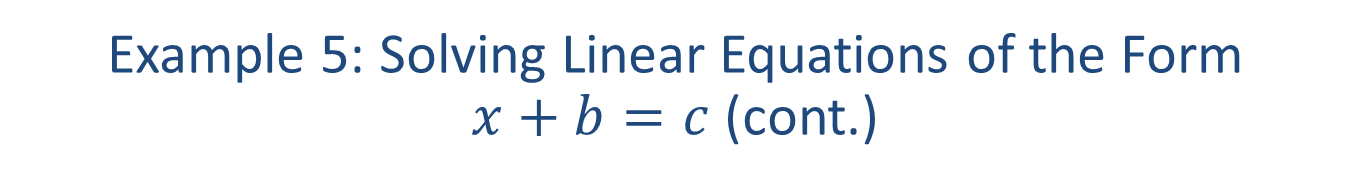 Example 5: Solving Linear Equations of the Form
x + b = c (cont.)